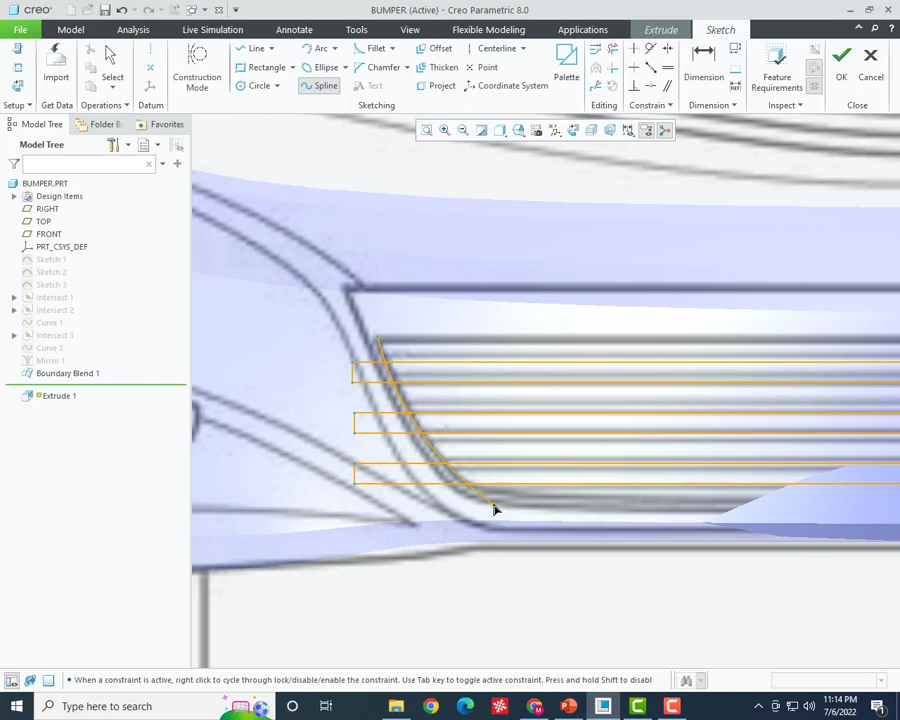 creo°
BUMPER (Active) - Creo Parametric 8.0
File Model Analysis Live Simulation Annotate Tools View Flexible Modeling Applications Extrude Sketch
Import
Select
Construction Mode
Line Arc Fillet Offset Centerline
Rectangle Ellipse Chamfer Thicken Point
Circle Spline Text Project Coordinate System
Palette
Dimension
Feature Requirements
OK Cancel
Setup Get Data Operations Datum Sketching Editing Constrain Dimension Inspect Close
Model Tree Folder B Favorites
Model Tree
BUMPER.PRT
Design Items
RIGHT
TOP
FRONT
PRT_CSYS_DEF
Sketch 1
Sketch 2
Sketch 3
Intersect 1
Intersect 2
Curve 1
Intersect 3
Curve 2
Mirror 1
Boundary Blend 1
Extrude 1
• When a constraint is active, right click to cycle through lock/disable/enable the constraint. Use Tab key to toggle active constraint. Press and hold Shift to disabl
Type here to search
11:14 PM
7/6/2022
1